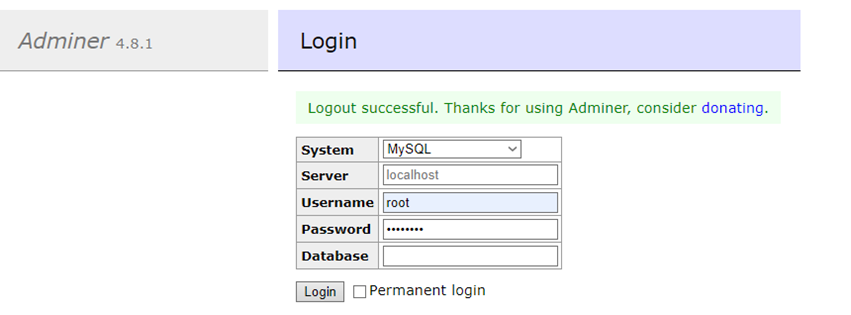 Adminer 4.8.1
Login
Logout successful. Thanks for using Adminer, consider donating.
System MySQL
Server localhost
Username root
Password ••••••••
Database
Login Permanent login